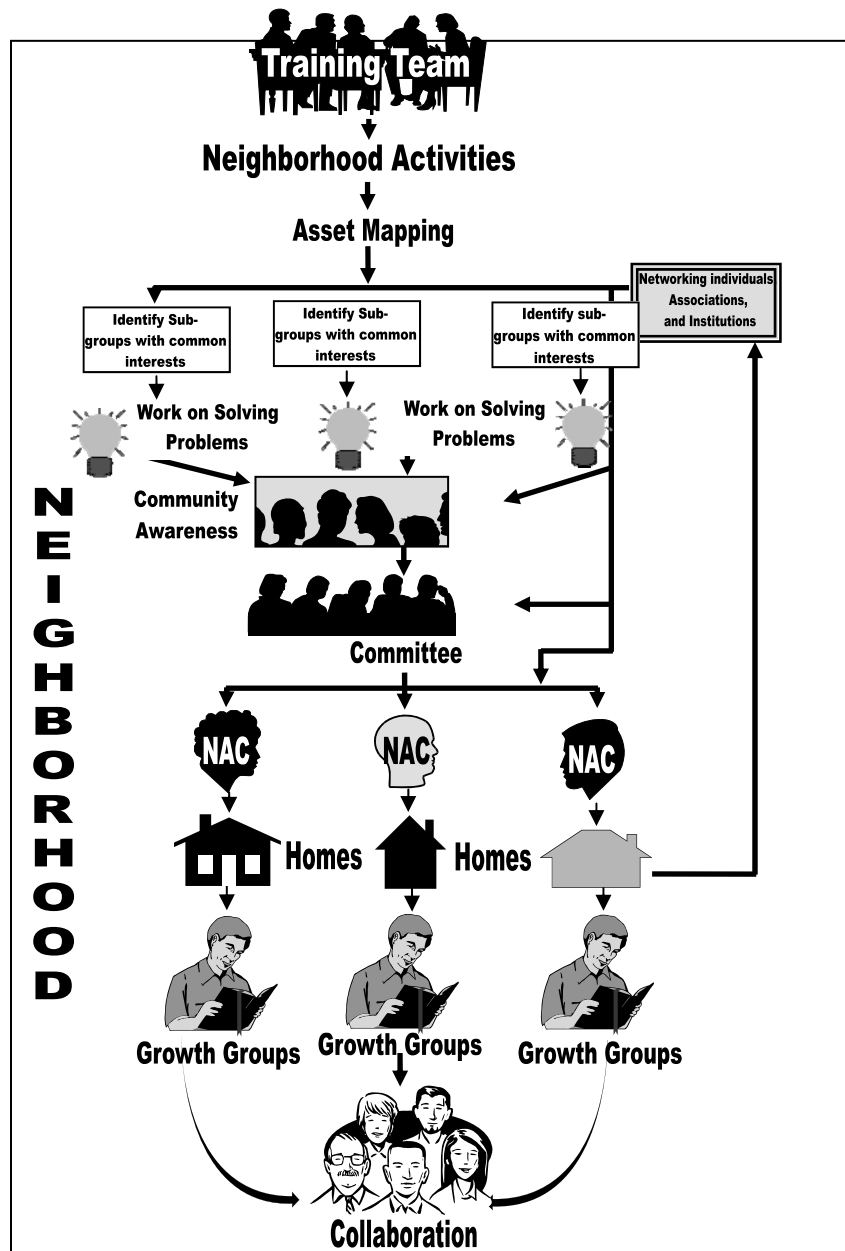 Training Team
Neighborhood Activities
Asset Mapping
Networking individuals
Associations,
and Institutions
Identify Sub-
groups with common
interests
Identify Sub-
groups with common
interests
Identify sub-
groups with common
interests
Work on Solving
Problems
Work on Solving
Problems
Community
Awareness
Committee
NAC
NAC
NAC
Homes
Homes
Growth Groups
Growth Groups
Growth Groups
Collaboration
NEIGHBORHOOD